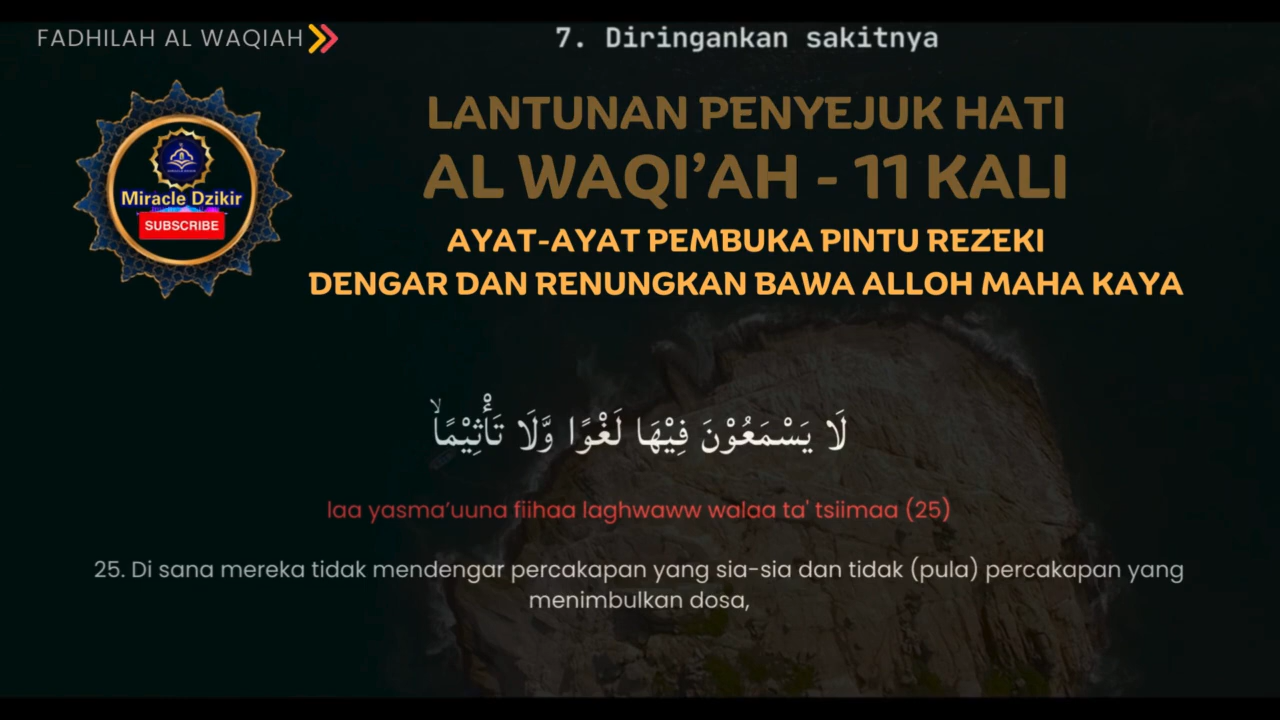 FADHILAH AL WAQIAH
7. Diringankan sakitnya
LANTUNAN PENYEJUK HATI
AL WAQI’AH - 11 KALI
AYAT-AYAT PEMBUKA PINTU REZEKI
DENGAR DAN RENUNGKAN BAWA ALLOH MAHA KAYA
Miracle Dzikir
SUBSCRIBE
لَا يَسْمَعُوْنَ فِيْهَا لَغْوًا وَّلَا تَأْثِيْمًاۙ
laa yasma’uuna fiihaa laghwaww walaa ta' tsiimaa (25)
25. Di sana mereka tidak mendengar percakapan yang sia-sia dan tidak (pula) percakapan yang
menimbulkan dosa,